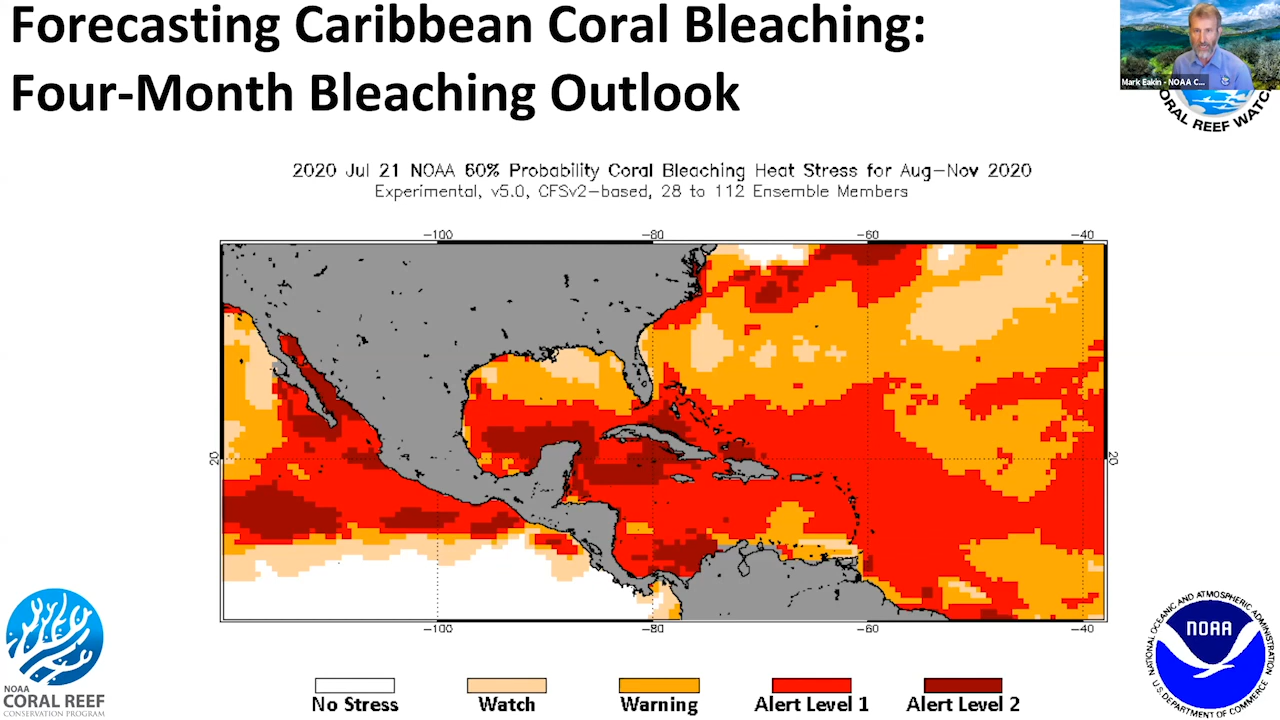 Forecasting Caribbean Coral Bleaching:
Four-Month Bleaching Outlook
Mark Eakin - NOAA C...
ORAL REEF WATC
2020 Jul 21 NOAA 60% Probability Coral Bleaching Heat Stress for Aug-Nov 2020
Experimental, v5.0, CFSv2-based, 28 to 112 Ensemble Members
-100 -80 -60 -40
20 20
-100 -80 -60 -40
No Stress Watch Warning Alert Level 1 Alert Level 2
NOAA
CORAL REEF
CONSERVATION PROGRAM
NATIONAL OCEANIC AND ATMOSPHERIC ADMINISTRATION
NOAA
U.S. DEPARTMENT OF COMMERCE